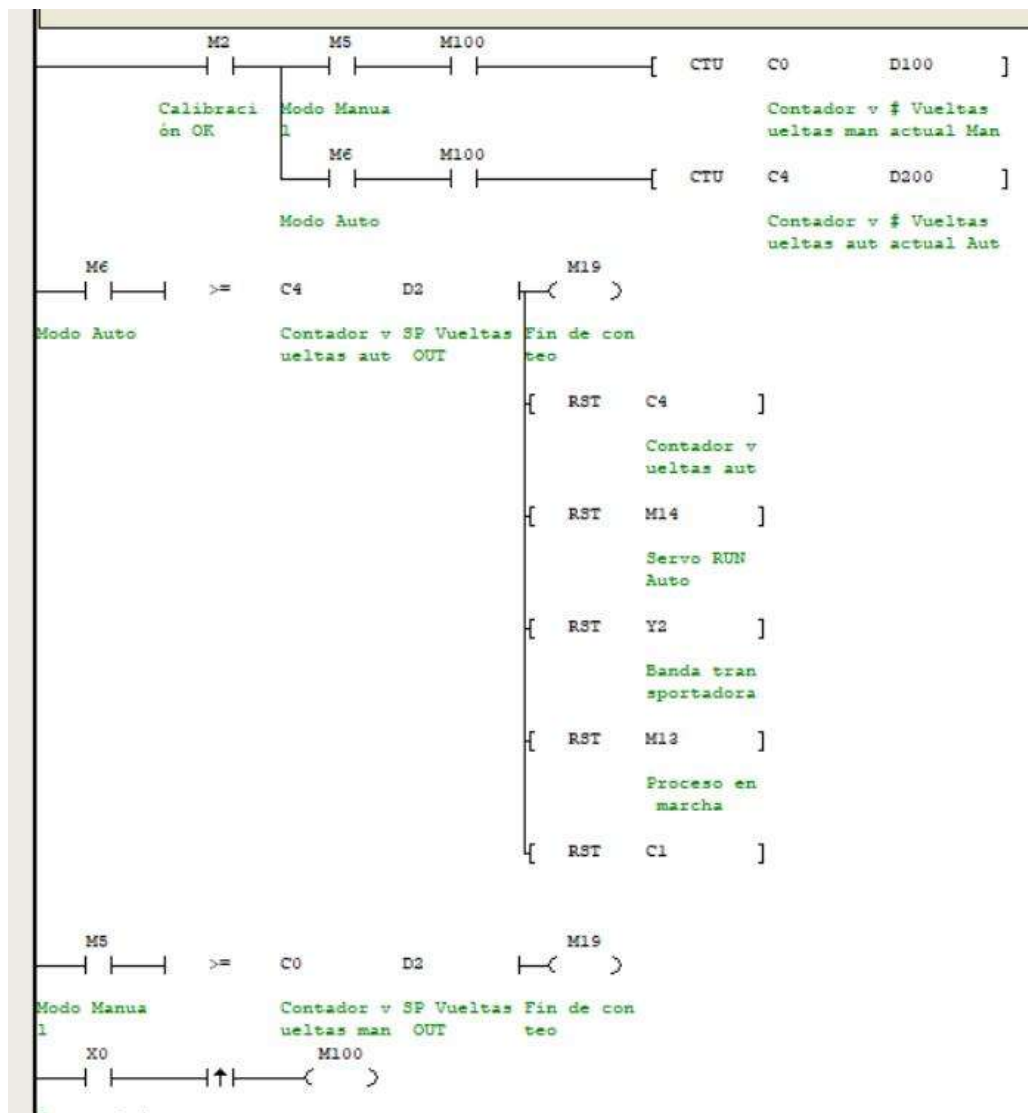 M2 M5 M100
[ CTU C0 D100 ]
Calibraci Modo Manua Contador v # Vueltas
ón OK l ueltas man actual Man
M6 M100
[ CTU C4 D200 ]
Modo Auto Contador v # Vueltas
ueltas aut actual Aut
M6 M19
>= C4 D2
Modo Auto Contador v SP Vueltas Fin de con
ueltas aut OUT teo
[ RST C4 ]
Contador v
ueltas aut
[ RST M14 ]
Servo RUN
Auto
[ RST Y2 ]
Banda tran
sportadora
[ RST M13 ]
Proceso en
marcha
[ RST C1 ]
M5 M19
>= C0 D2
Modo Manua Contador v SP Vueltas Fin de con
l ueltas man OUT teo
X0 M100